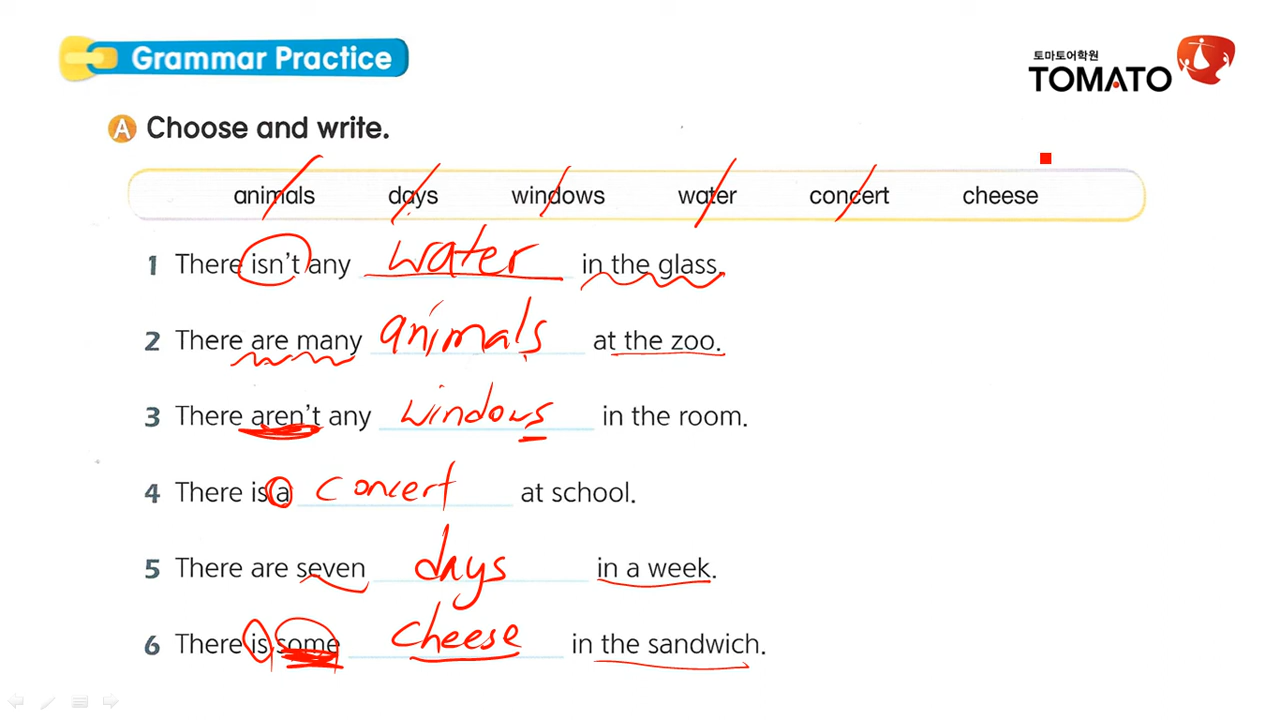 Grammar Practice
토마토어학원
TOMATO
A Choose and write.
animals days windows water concert cheese
1 There isn't any water in the glass.
2 There are many animals at the zoo.
3 There aren't any windows in the room.
4 There is a concert at school.
5 There are seven days in a week.
6 There is some cheese in the sandwich.